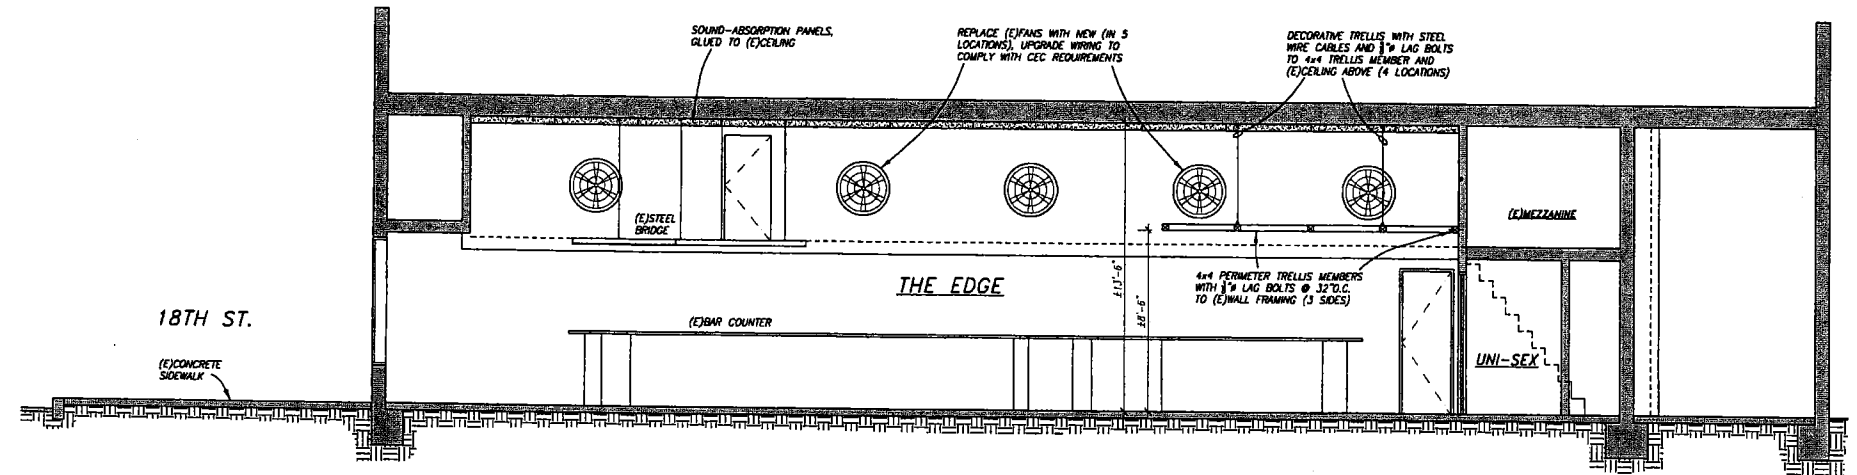 SOUND-ABSORPTION PANELS,
GLUED TO (E)CEILING
REPLACE (E)FANS WITH NEW (IN 5
LOCATIONS), UPGRADE WIRING TO
COMPLY WITH CEC REQUIREMENTS
DECORATIVE TRELLIS WITH STEEL
WIRE CABLES AND "ø LAG BOLTS
TO 4x4 TRELLIS MEMBER AND
(E)CEILING ABOVE (4 LOCATIONS)
(E)STEEL
BRIDGE
(E)MEZZANINE
THE EDGE
±13'-6"
±8'-6"
4x4 PERIMETER TRELLIS MEMBERS
WITH "ø LAG BOLTS @ 32"O.C.
TO (E)WALL FRAMING (3 SIDES)
18TH ST.
(E)BAR COUNTER
(E)CONCRETE
SIDEWALK
UNI-SEX